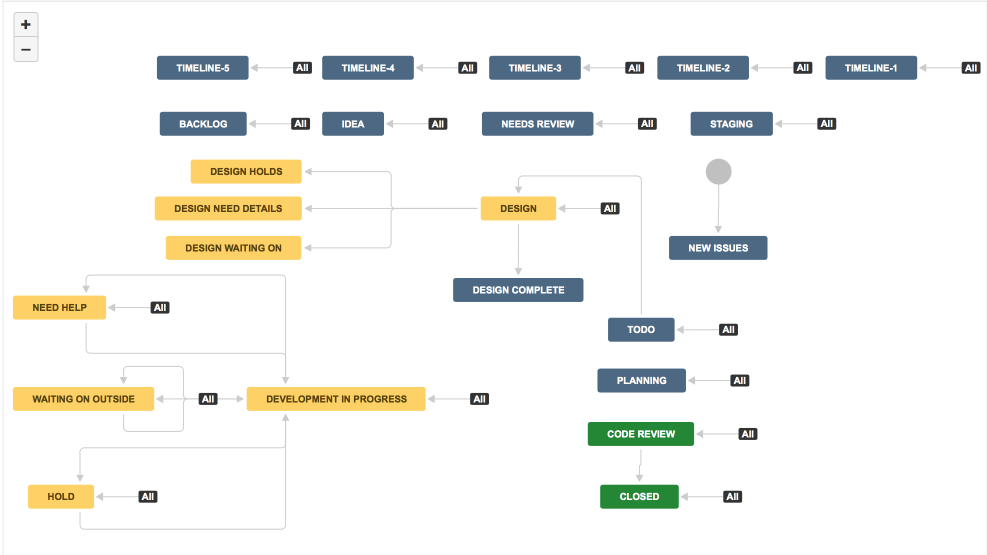 +
−
TIMELINE-5 All TIMELINE-4 All TIMELINE-3 All TIMELINE-2 All TIMELINE-1 All
BACKLOG All IDEA All NEEDS REVIEW All STAGING All
DESIGN HOLDS
DESIGN NEED DETAILS DESIGN All
DESIGN WAITING ON NEW ISSUES
DESIGN COMPLETE
NEED HELP All
TODO All
PLANNING All
WAITING ON OUTSIDE All DEVELOPMENT IN PROGRESS All
CODE REVIEW All
HOLD All CLOSED All